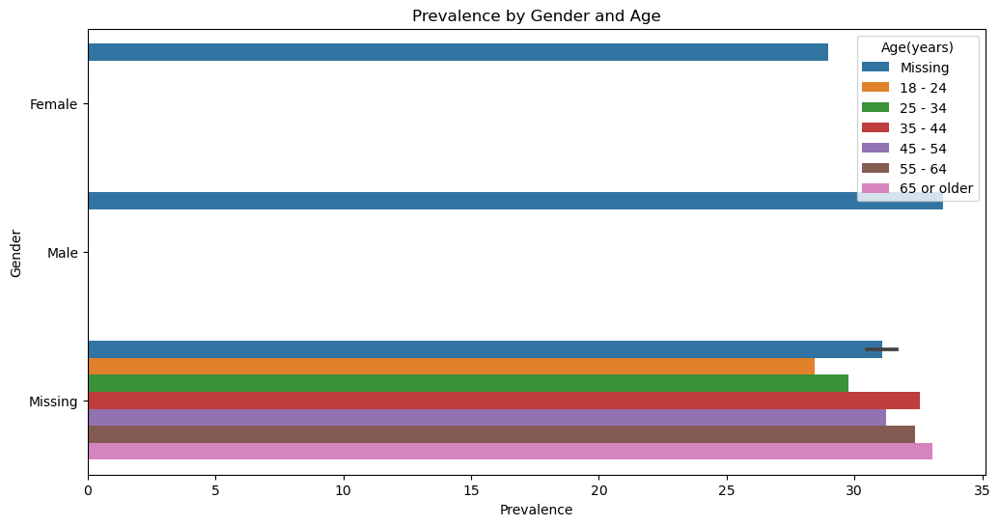 Prevalence by Gender and Age
Age(years)
Missing
18 - 24
25 - 34
35 - 44
45 - 54
55 - 64
65 or older
Gender
Female
Male
Missing
0 5 10 15 20 25 30 35
Prevalence